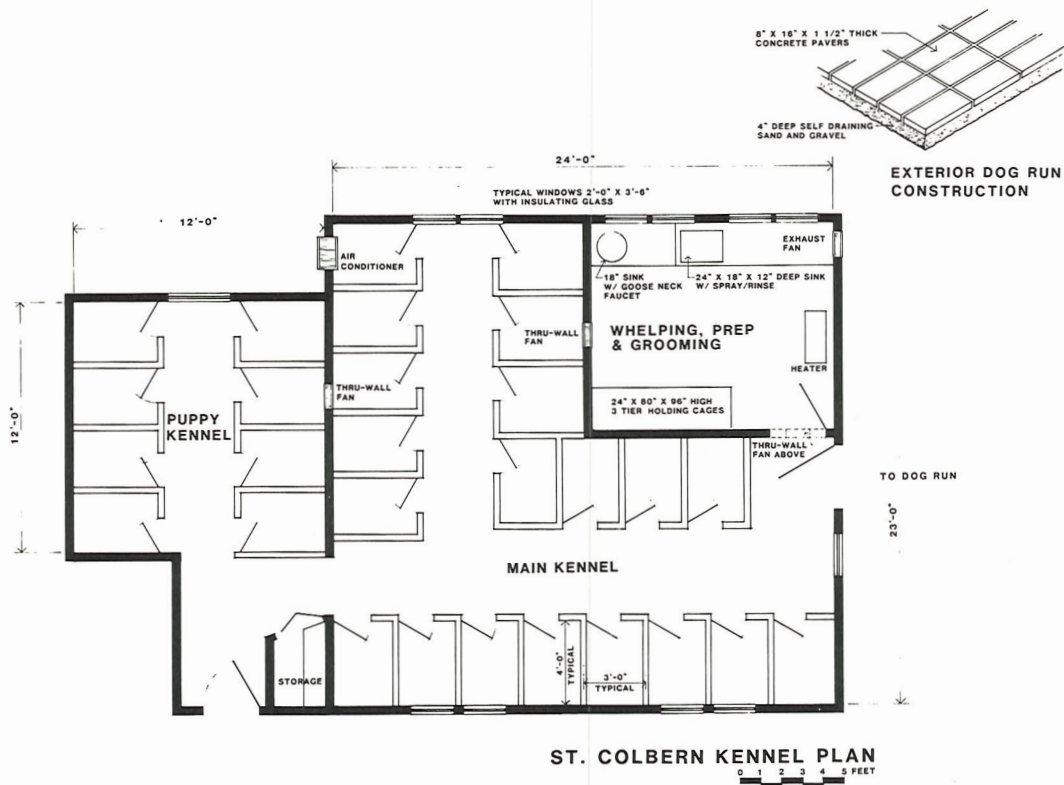 8" X 16" X 1 1/2" THICK
CONCRETE PAVERS
4" DEEP SELF DRAINING
SAND AND GRAVEL
EXTERIOR DOG RUN
CONSTRUCTION
24'-0"
TYPICAL WINDOWS 2'-0" X 3'-6"
WITH INSULATING GLASS
12'-0"
AIR
CONDITIONER
EXHAUST
FAN
18" SINK
W/ GOOSE NECK
FAUCET
24" X 18" X 12" DEEP SINK
W/ SPRAY/RINSE
THRU-WALL
FAN
WHELPING, PREP
& GROOMING
HEATER
THRU-WALL
FAN
24" X 80" X 96" HIGH
3 TIER HOLDING CAGES
12'-0"
PUPPY
KENNEL
THRU-WALL
FAN ABOVE
TO DOG RUN
23'-0"
MAIN KENNEL
STORAGE
4'-0"
TYPICAL
3'-0"
TYPICAL
ST. COLBERN KENNEL PLAN
0 1 2 3 4 5 FEET